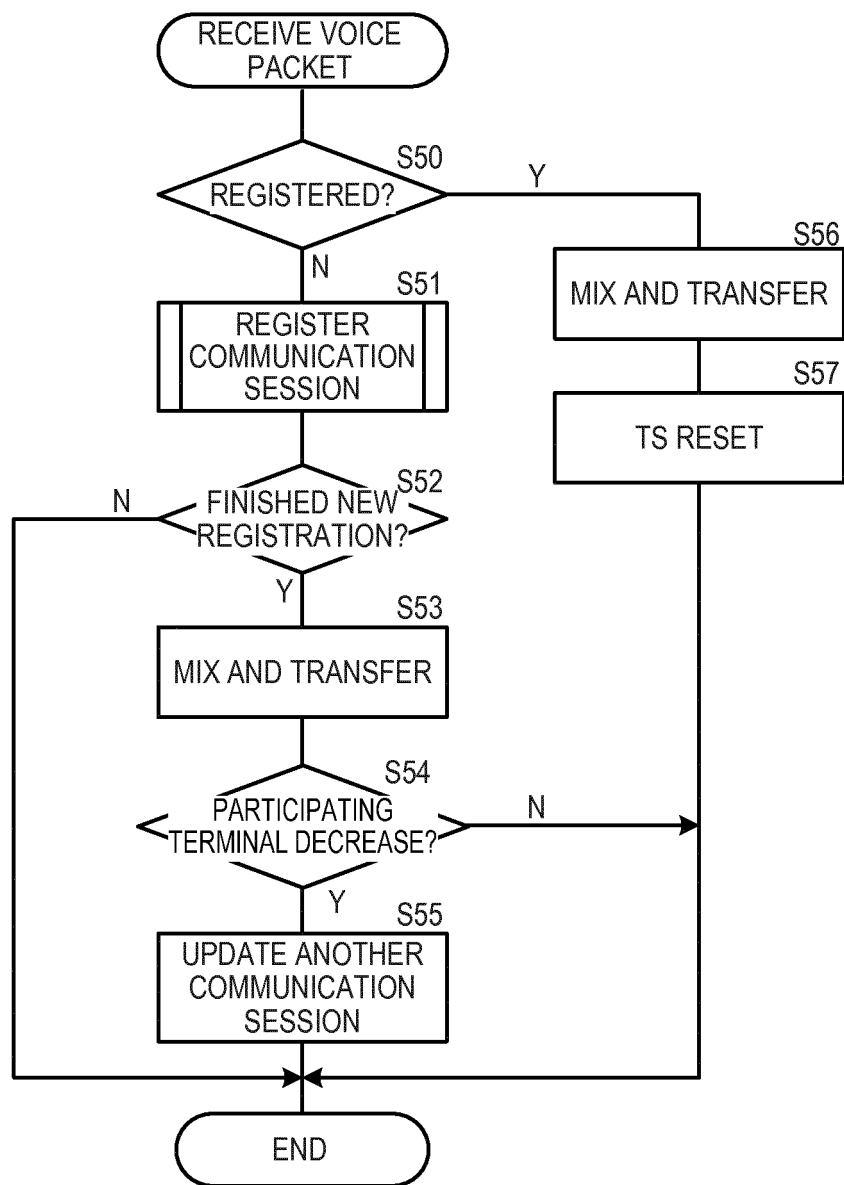 RECEIVE VOICE
PACKET
S50
REGISTERED?
Y
N
S56
MIX AND TRANSFER
S51
REGISTER
COMMUNICATION
SESSION
S57
TS RESET
S52
N
FINISHED NEW
REGISTRATION?
Y
S53
MIX AND TRANSFER
S54
PARTICIPATING
TERMINAL DECREASE?
N
Y
S55
UPDATE ANOTHER
COMMUNICATION
SESSION
END